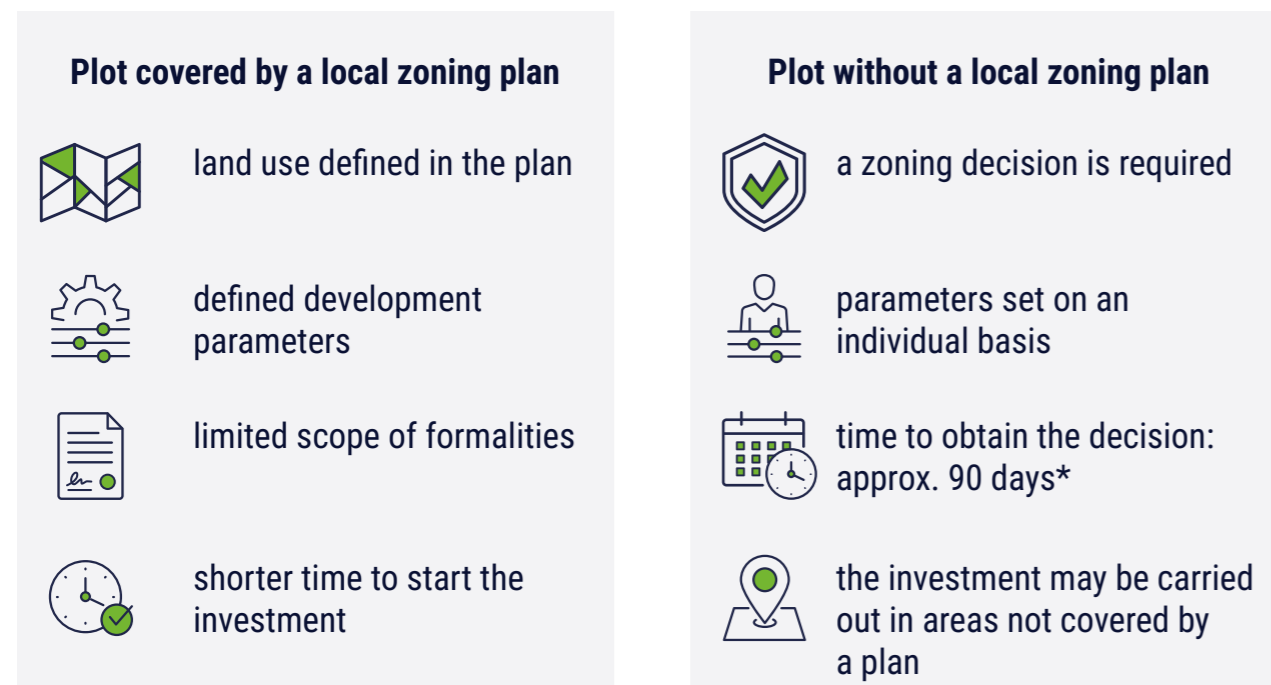 Plot covered by a local zoning plan
land use defined in the plan
defined development
parameters
limited scope of formalities
shorter time to start the
investment
Plot without a local zoning plan
a zoning decision is required
parameters set on an
individual basis
time to obtain the decision:
approx. 90 days*
the investment may be carried
out in areas not covered by
a plan